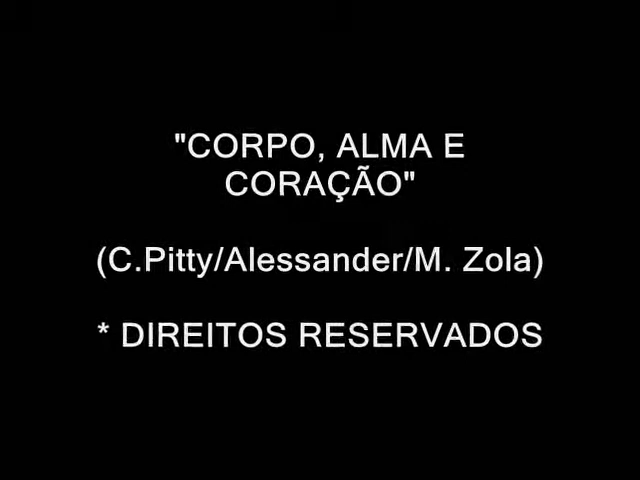 "CORPO, ALMA E
CORAÇÃO"
(C.Pitty/Alessander/M. Zola)
* DIREITOS RESERVADOS